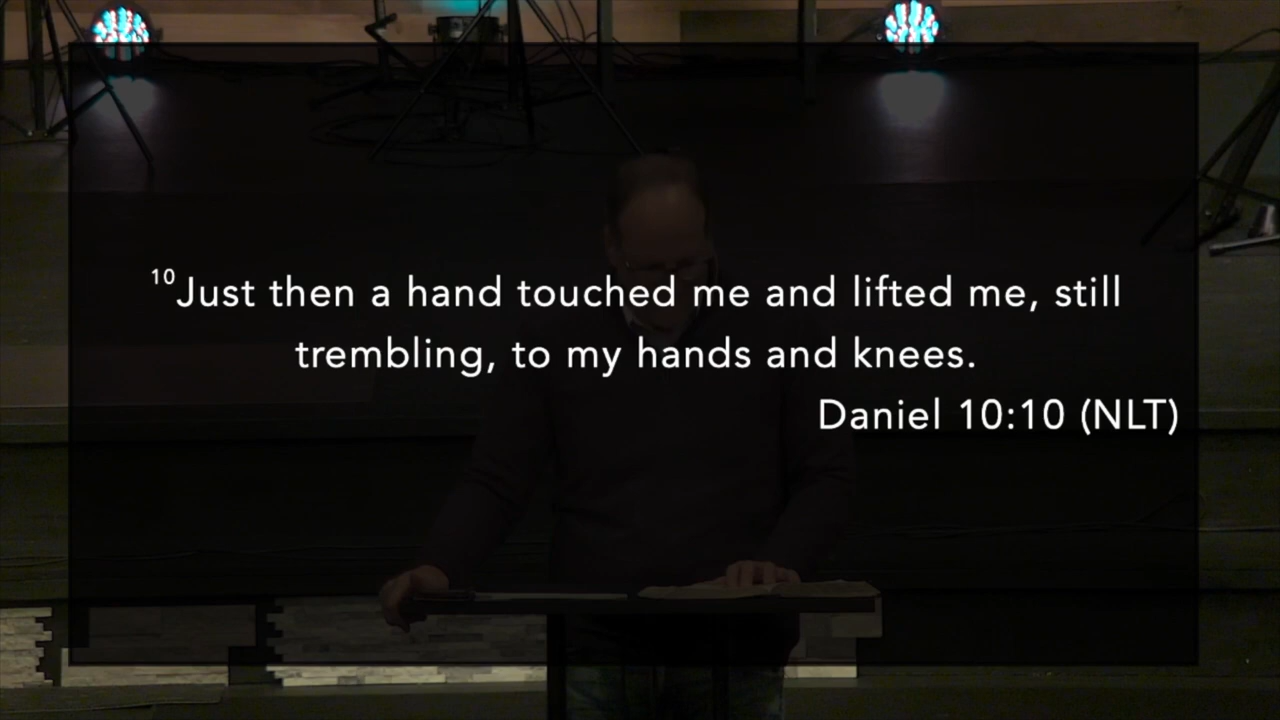 10Just then a hand touched me and lifted me, still
trembling, to my hands and knees.
Daniel 10:10 (NLT)